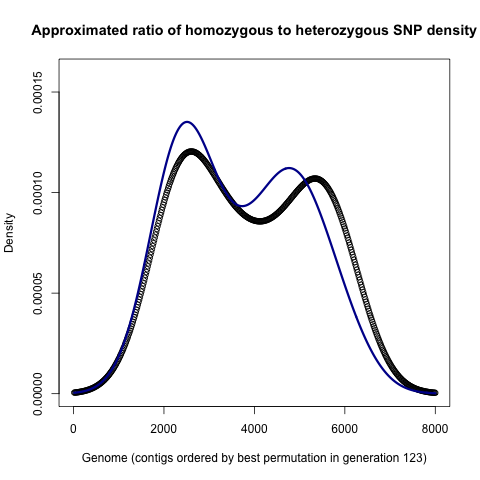 Approximated ratio of homozygous to heterozygous SNP density
0.00015
0.00010
0.00005
0.00000
Density
0 2000 4000 6000 8000
Genome (contigs ordered by best permutation in generation 123)